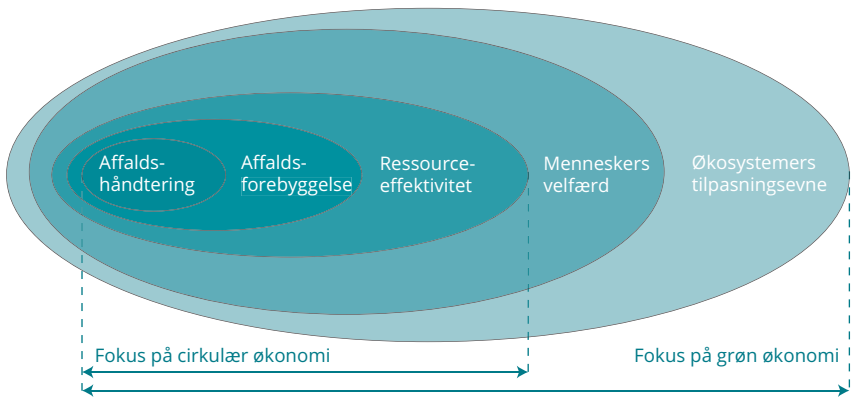 Affalds-
håndtering
Affalds-
forebyggelse
Ressource-
effektivitet
Menneskers
velfærd
Økosystemers
tilpasningsevne
Fokus på cirkulær økonomi
Fokus på grøn økonomi